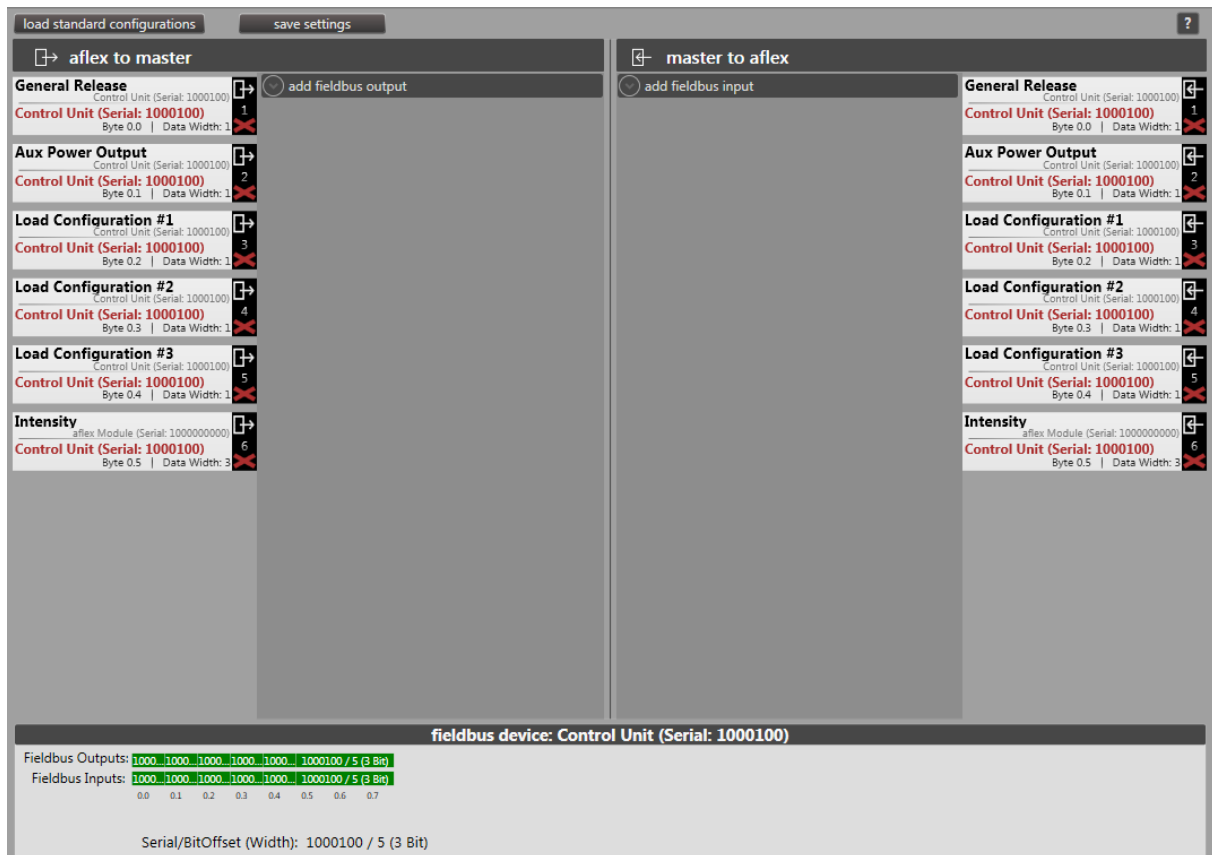 load standard configurations
save settings
?
aflex to master
General Release
Control Unit (Serial: 1000100)
Control Unit (Serial: 1000100)
Byte 0.0 | Data Width: 1
1
Aux Power Output
Control Unit (Serial: 1000100)
Control Unit (Serial: 1000100)
Byte 0.1 | Data Width: 1
2
Load Configuration #1
Control Unit (Serial: 1000100)
Control Unit (Serial: 1000100)
Byte 0.2 | Data Width: 1
3
Load Configuration #2
Control Unit (Serial: 1000100)
Control Unit (Serial: 1000100)
Byte 0.3 | Data Width: 1
4
Load Configuration #3
Control Unit (Serial: 1000100)
Control Unit (Serial: 1000100)
Byte 0.4 | Data Width: 1
5
Intensity
aflex Module (Serial: 1000000000)
Control Unit (Serial: 1000100)
Byte 0.5 | Data Width: 3
6
add fieldbus output
master to aflex
add fieldbus input
General Release
Control Unit (Serial: 1000100)
Control Unit (Serial: 1000100)
Byte 0.0 | Data Width: 1
1
Aux Power Output
Control Unit (Serial: 1000100)
Control Unit (Serial: 1000100)
Byte 0.1 | Data Width: 1
2
Load Configuration #1
Control Unit (Serial: 1000100)
Control Unit (Serial: 1000100)
Byte 0.2 | Data Width: 1
3
Load Configuration #2
Control Unit (Serial: 1000100)
Control Unit (Serial: 1000100)
Byte 0.3 | Data Width: 1
4
Load Configuration #3
Control Unit (Serial: 1000100)
Control Unit (Serial: 1000100)
Byte 0.4 | Data Width: 1
5
Intensity
aflex Module (Serial: 1000000000)
Control Unit (Serial: 1000100)
Byte 0.5 | Data Width: 3
6
fieldbus device: Control Unit (Serial: 1000100)
Fieldbus Outputs: 1000... 1000... 1000... 1000... 1000... 1000100 / 5 (3 Bit)
Fieldbus Inputs: 1000... 1000... 1000... 1000... 1000... 1000100 / 5 (3 Bit)
0.0 0.1 0.2 0.3 0.4 0.5 0.6 0.7
Serial/BitOffset (Width): 1000100 / 5 (3 Bit)